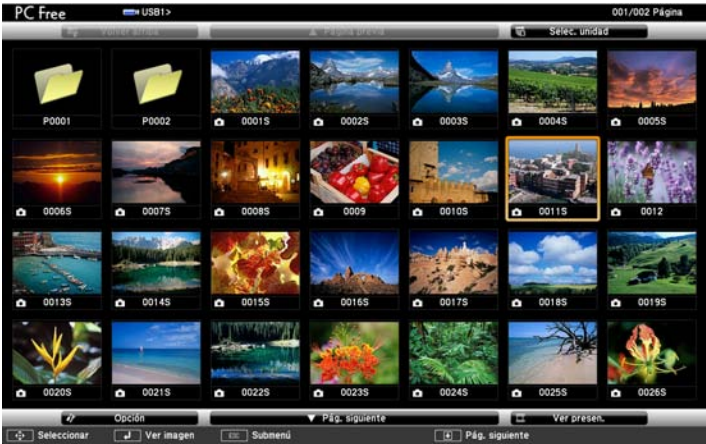 PC Free USB1> 001/002 Página
Volver arriba Página previa Selec. unidad
P0001 P0002 0001S 0002S 0003S 0004S 0005S
0006S 0007S 0008S 0009 0010S 0011S 0012
0013S 0014S 0015S 0016S 0017S 0018S 0019S
0020S 0021S 0022S 0023S 0024S 0025S 0026S
Opción Pág. siguiente Ver presen.
Seleccionar Ver imagen ESC Submenú Pág. siguiente